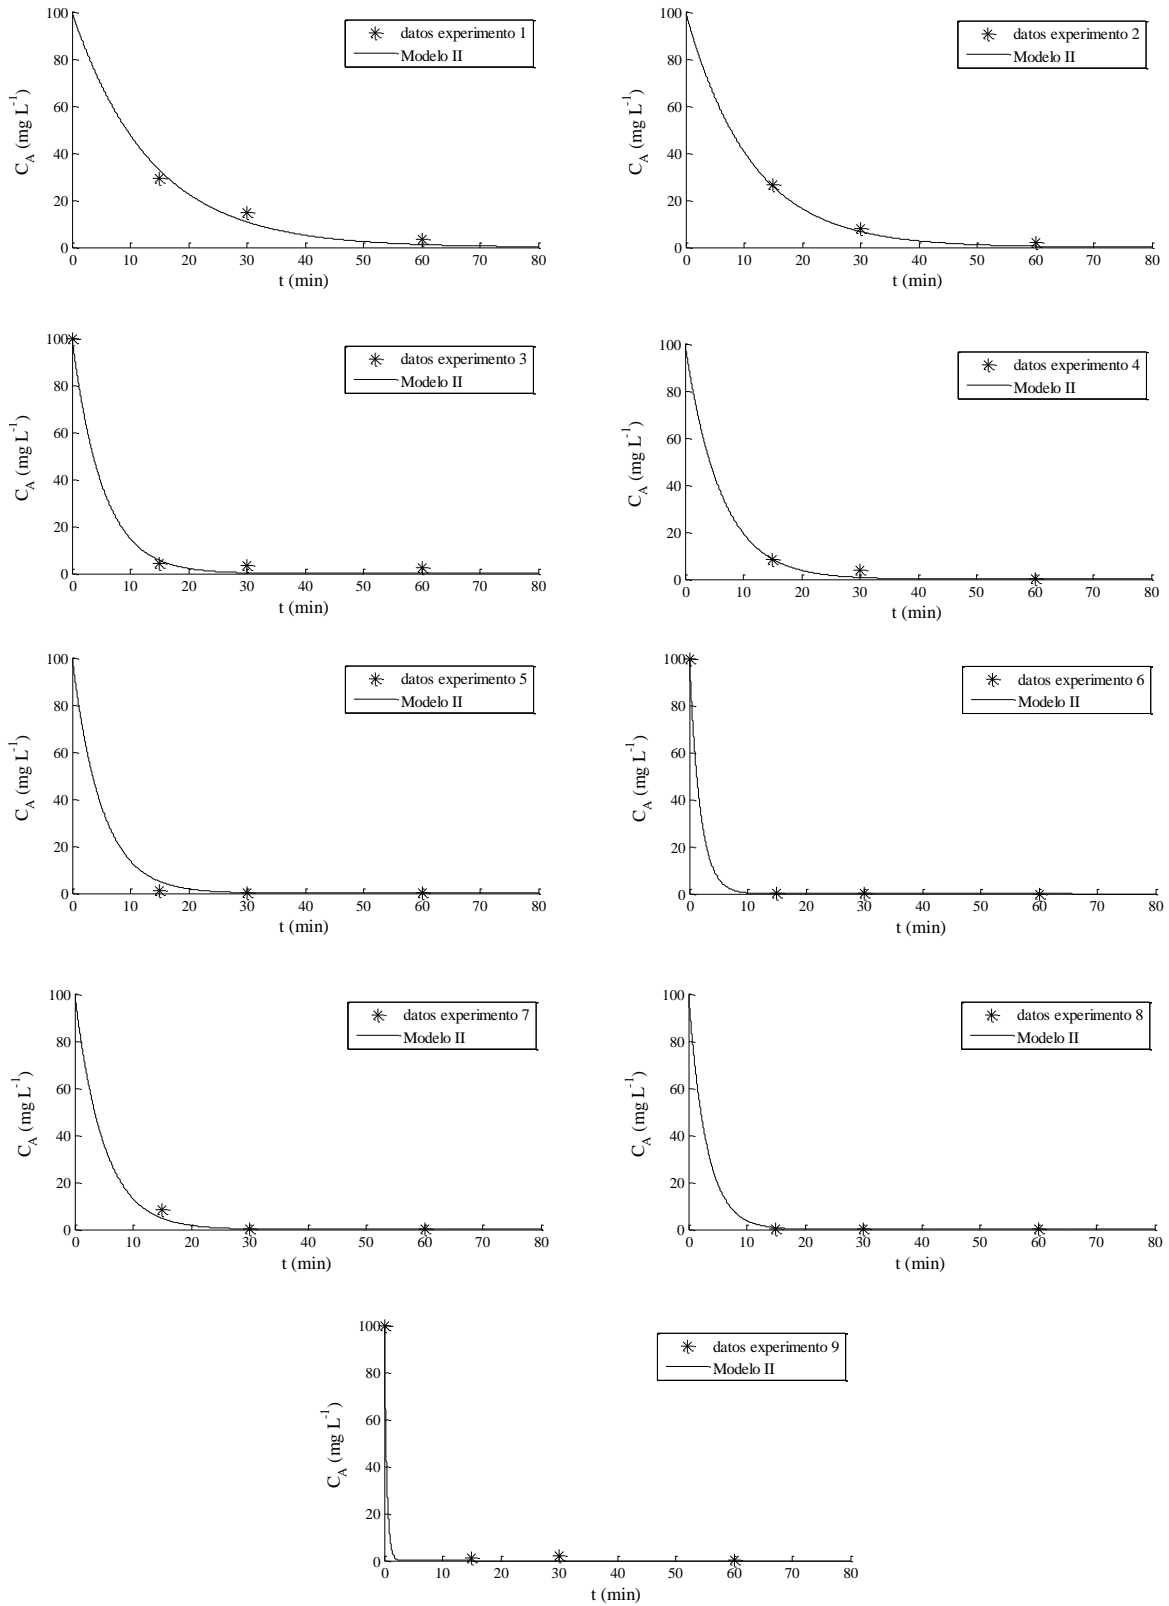 100
80
60
40
20
0
C_A (mg L^-1)
0 10 20 30 40 50 60 70 80
t (min)
datos experimento 1
Modelo II
100
80
60
40
20
0
C_A (mg L^-1)
0 10 20 30 40 50 60 70 80
t (min)
datos experimento 2
Modelo II
100
80
60
40
20
0
C_A (mg L^-1)
0 10 20 30 40 50 60 70 80
t (min)
datos experimento 3
Modelo II
100
80
60
40
20
0
C_A (mg L^-1)
0 10 20 30 40 50 60 70 80
t (min)
datos experimento 4
Modelo II
100
80
60
40
20
0
C_A (mg L^-1)
0 10 20 30 40 50 60 70 80
t (min)
datos experimento 5
Modelo II
100
80
60
40
20
0
C_A (mg L^-1)
0 10 20 30 40 50 60 70 80
t (min)
datos experimento 6
Modelo II
100
80
60
40
20
0
C_A (mg L^-1)
0 10 20 30 40 50 60 70 80
t (min)
datos experimento 7
Modelo II
100
80
60
40
20
0
C_A (mg L^-1)
0 10 20 30 40 50 60 70 80
t (min)
datos experimento 8
Modelo II
100
80
60
40
20
0
C_A (mg L^-1)
0 10 20 30 40 50 60 70 80
t (min)
datos experimento 9
Modelo II